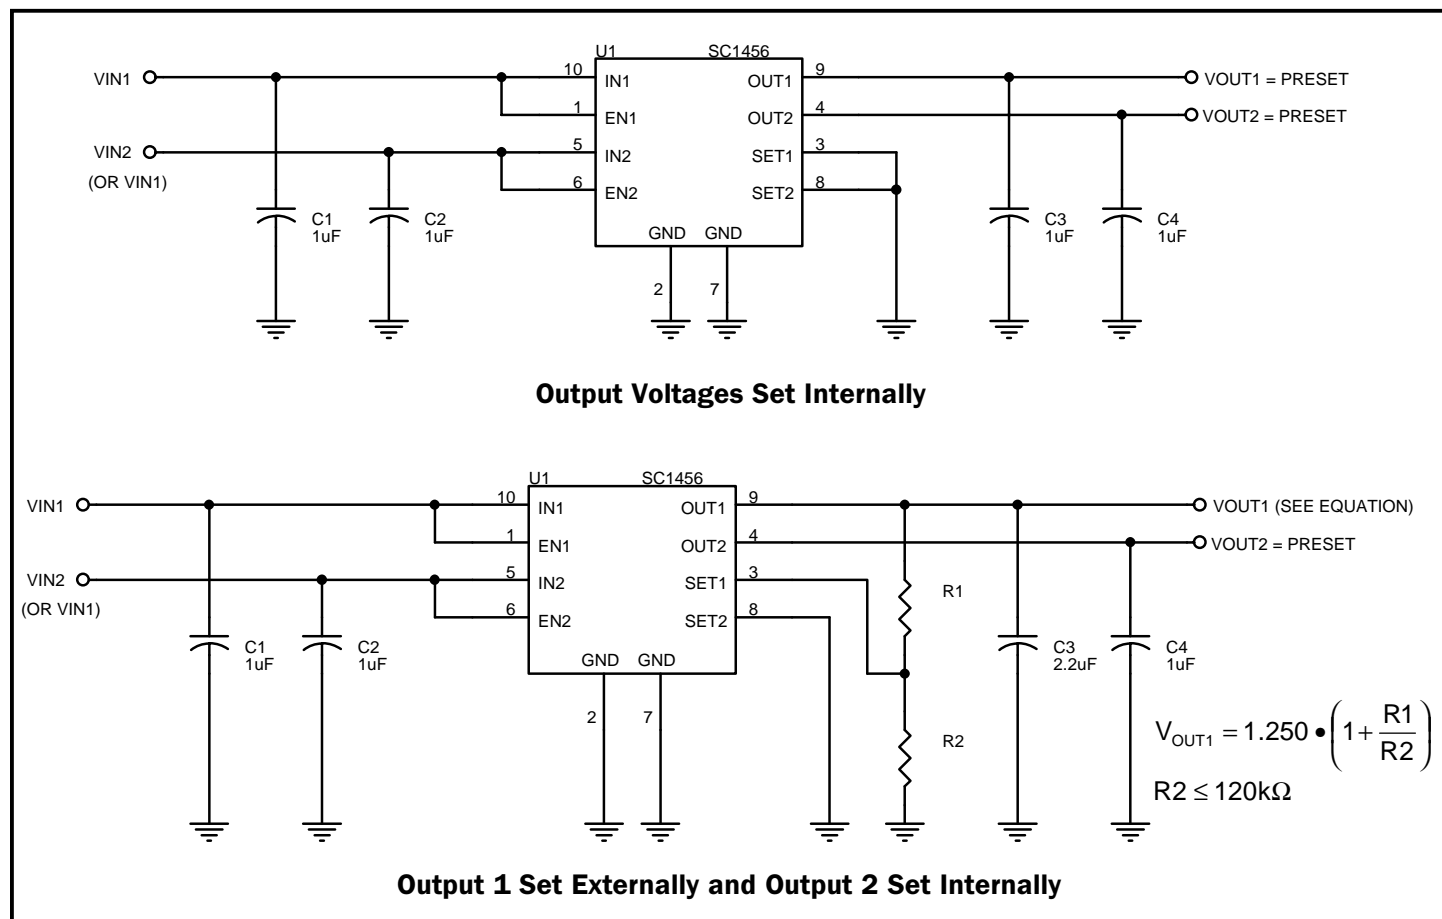 U1 SC1456
VIN1 10 IN1 OUT1 9 VOUT1 = PRESET
1 EN1 OUT2 4 VOUT2 = PRESET
VIN2 5 IN2 SET1 3
(OR VIN1) 6 EN2 SET2 8
C1 C2 GND GND C3 C4
1uF 1uF 1uF 1uF
2 7
Output Voltages Set Internally
U1 SC1456
VIN1 10 IN1 OUT1 9 VOUT1 (SEE EQUATION)
1 EN1 OUT2 4 VOUT2 = PRESET
VIN2 5 IN2 SET1 3 R1
(OR VIN1) 6 EN2 SET2 8
C1 C2 GND GND C3 C4
1uF 1uF 2.2uF 1uF
2 7 R2
V_OUT1 = 1.250 • (1 + R1/R2)
R2 ≤ 120kΩ
Output 1 Set Externally and Output 2 Set Internally